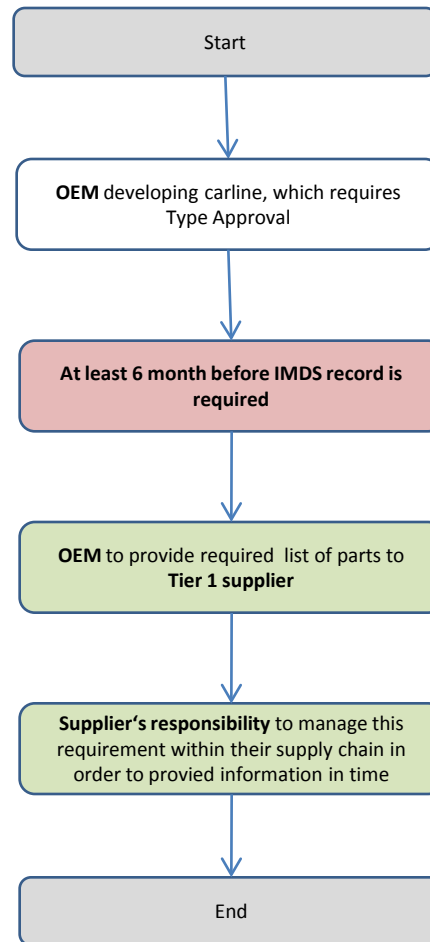 Start
OEM developing carline, which requires
Type Approval
At least 6 month before IMDS record is
required
OEM to provide required list of parts to
Tier 1 supplier
Supplier‘s responsibility to manage this
requirement within their supply chain in
order to provied information in time
End